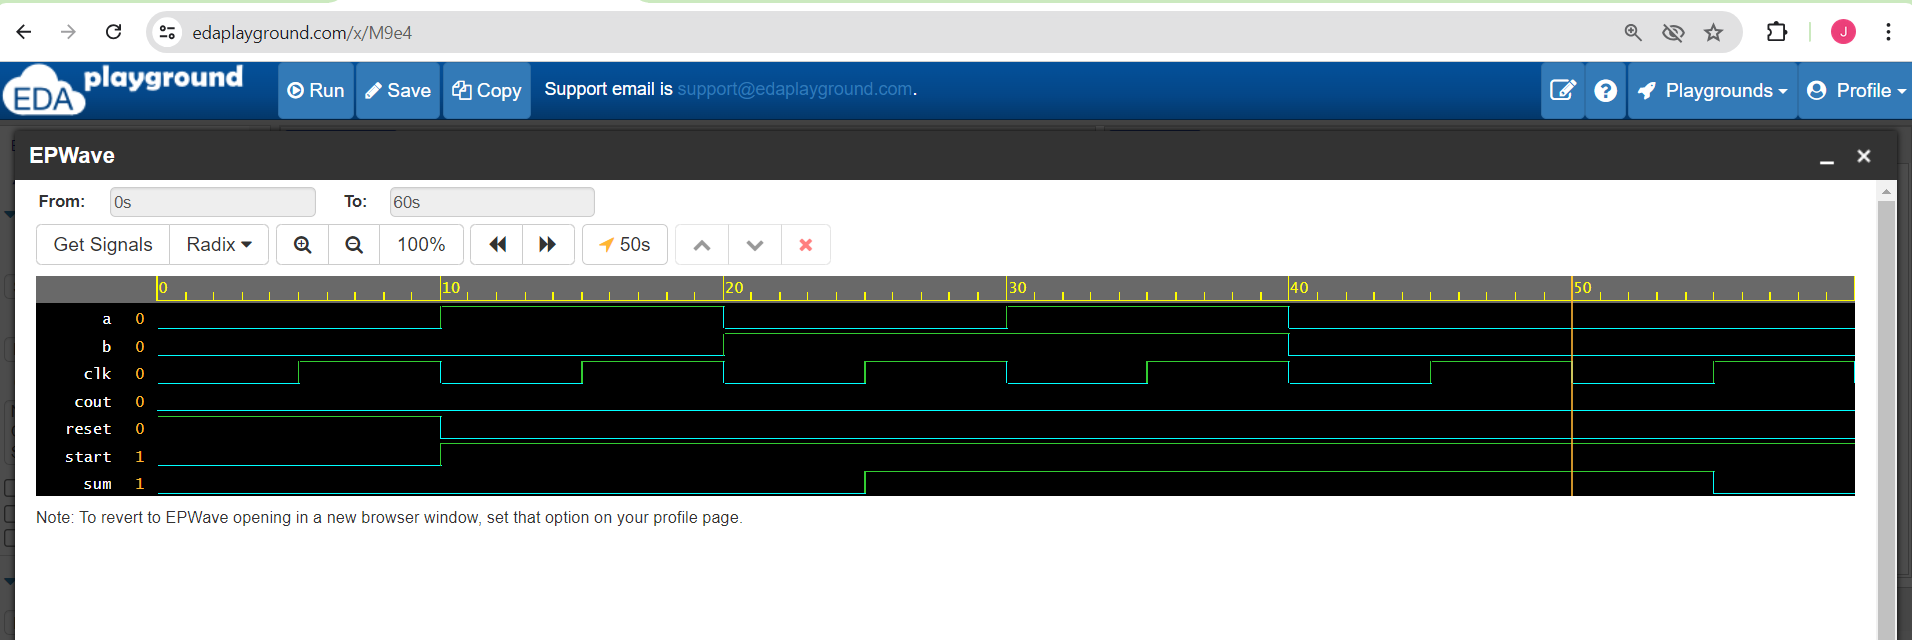 edaplayground.com/x/M9e4
J
EDA playground
Run
Save
Copy
Support email is support@edaplayground.com.
Playgrounds
Profile
EPWave
From: 0s To: 60s
Get Signals Radix 100% 50s
0 10 20 30 40 50
a 0
b 0
clk 0
cout 0
reset 0
start 1
sum 1
Note: To revert to EPWave opening in a new browser window, set that option on your profile page.